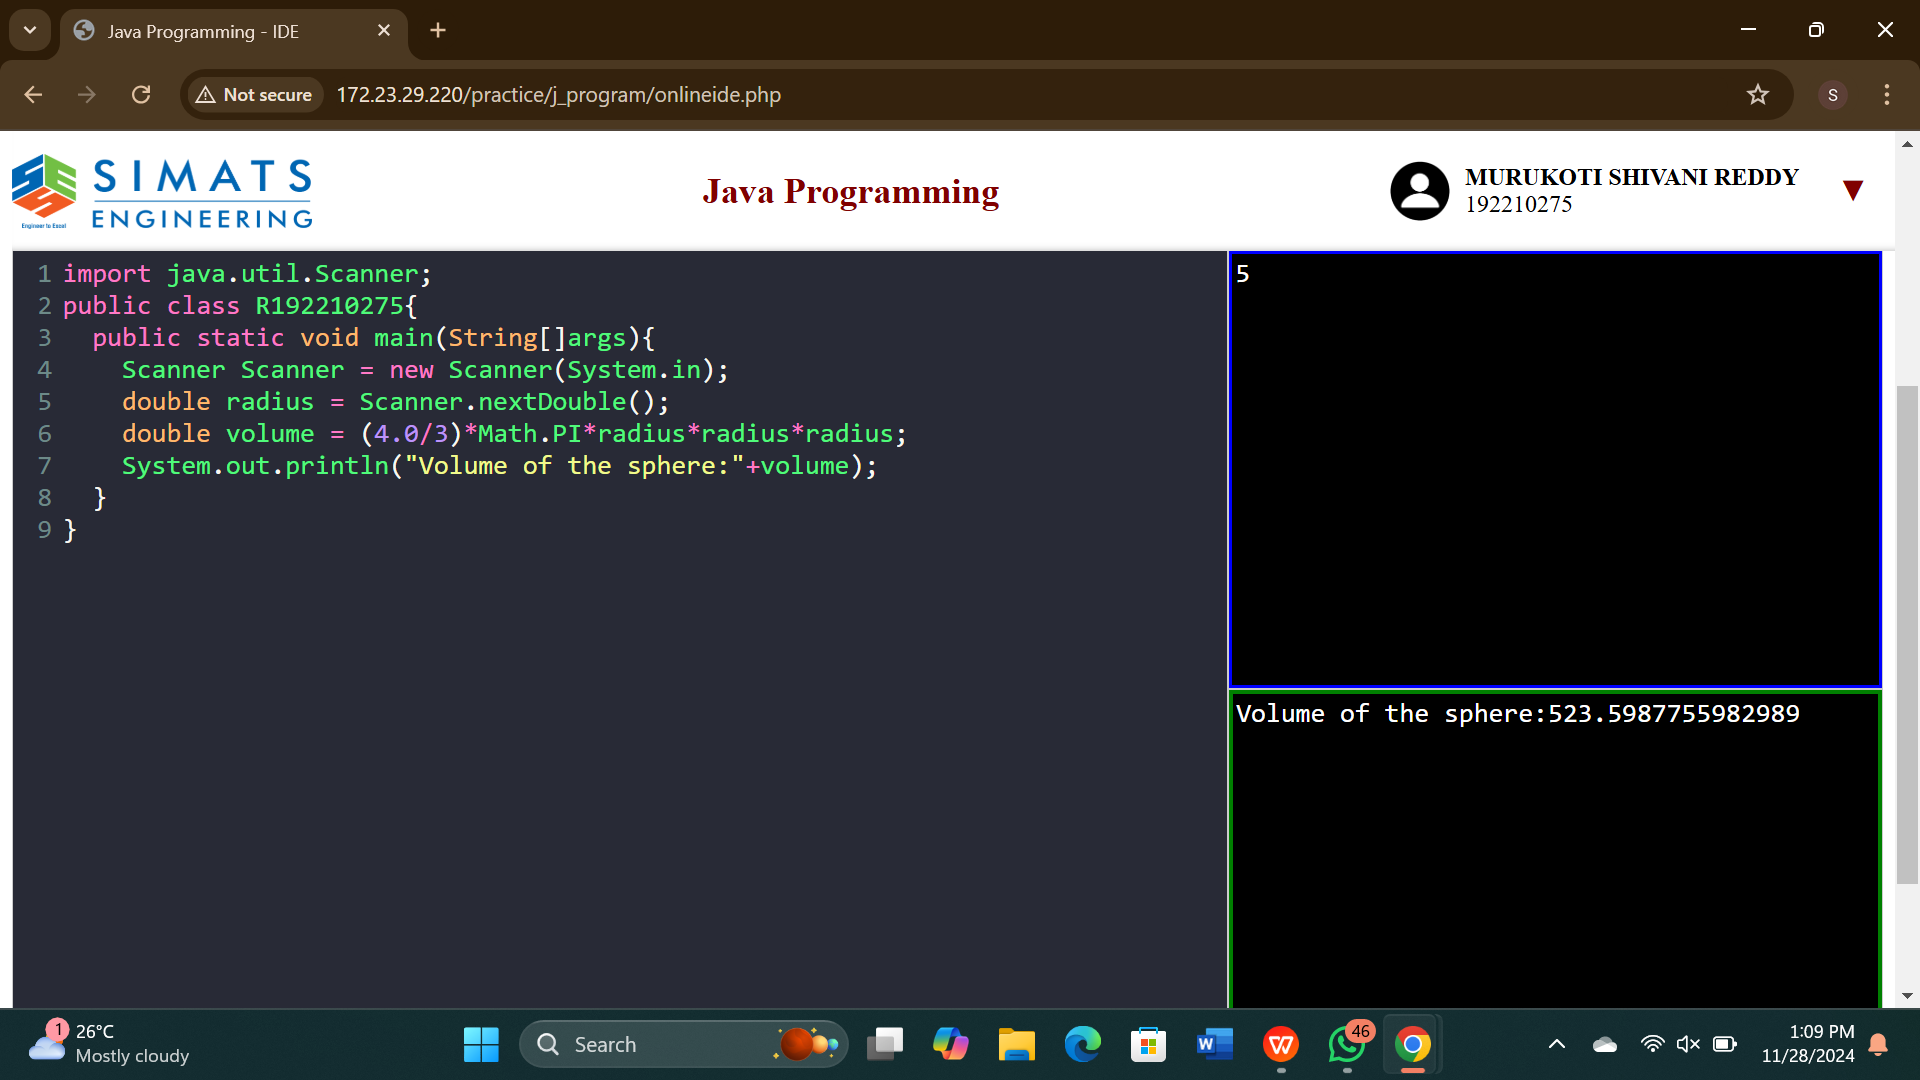 Java Programming - IDE
Not secure
172.23.29.220/practice/j_program/onlineide.php
S
SIMATS
ENGINEERING
Engineer to Excel
Java Programming
MURUKOTI SHIVANI REDDY
192210275
1 import java.util.Scanner;
2 public class R192210275{
3   public static void main(String[]args){
4     Scanner Scanner = new Scanner(System.in);
5     double radius = Scanner.nextDouble();
6     double volume = (4.0/3)*Math.PI*radius*radius*radius;
7     System.out.println("Volume of the sphere:"+volume);
8   }
9 }
5
Volume of the sphere:523.5987755982989
1
26°C
Mostly cloudy
Search
W
W
46
1:09 PM
11/28/2024